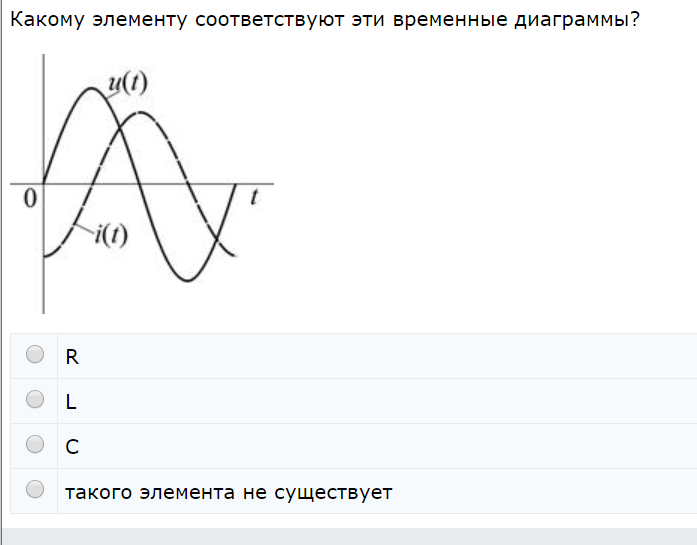 Какому элементу соответствуют эти временные диаграммы?
u(t)
0
t
i(t)
R
L
C
такого элемента не существует